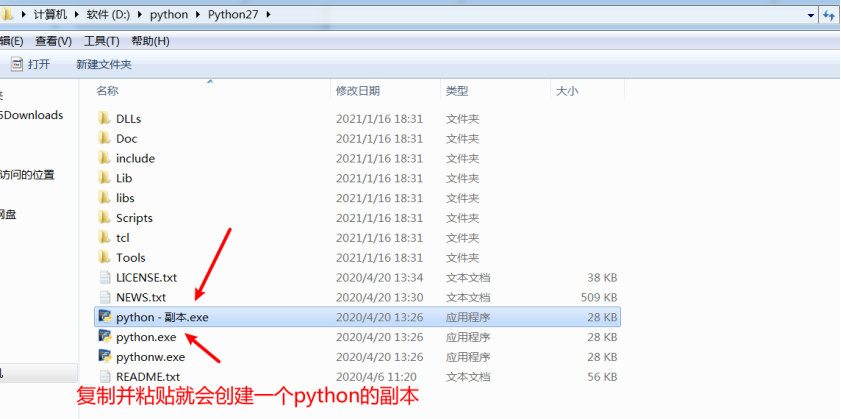 计算机 ▸ 软件 (D:) ▸ python ▸ Python27 ▸
辑(E) 查看(V) 工具(T) 帮助(H)
打开 新建文件夹
名称 修改日期 类型 大小
DLLs 2021/1/16 18:31 文件夹
Doc 2021/1/16 18:31 文件夹
include 2021/1/16 18:31 文件夹
Lib 2021/1/16 18:31 文件夹
libs 2021/1/16 18:31 文件夹
Scripts 2021/1/16 18:31 文件夹
tcl 2021/1/16 18:31 文件夹
Tools 2021/1/16 18:31 文件夹
LICENSE.txt 2020/4/20 13:34 文本文档 38 KB
NEWS.txt 2020/4/20 13:30 文本文档 509 KB
python - 副本.exe 2020/4/20 13:26 应用程序 28 KB
python.exe 2020/4/20 13:26 应用程序 28 KB
pythonw.exe 2020/4/20 13:26 应用程序 28 KB
README.txt 2020/4/6 11:20 文本文档 56 KB
Downloads
访问的位置
网盘
复制并粘贴就会创建一个python的副本